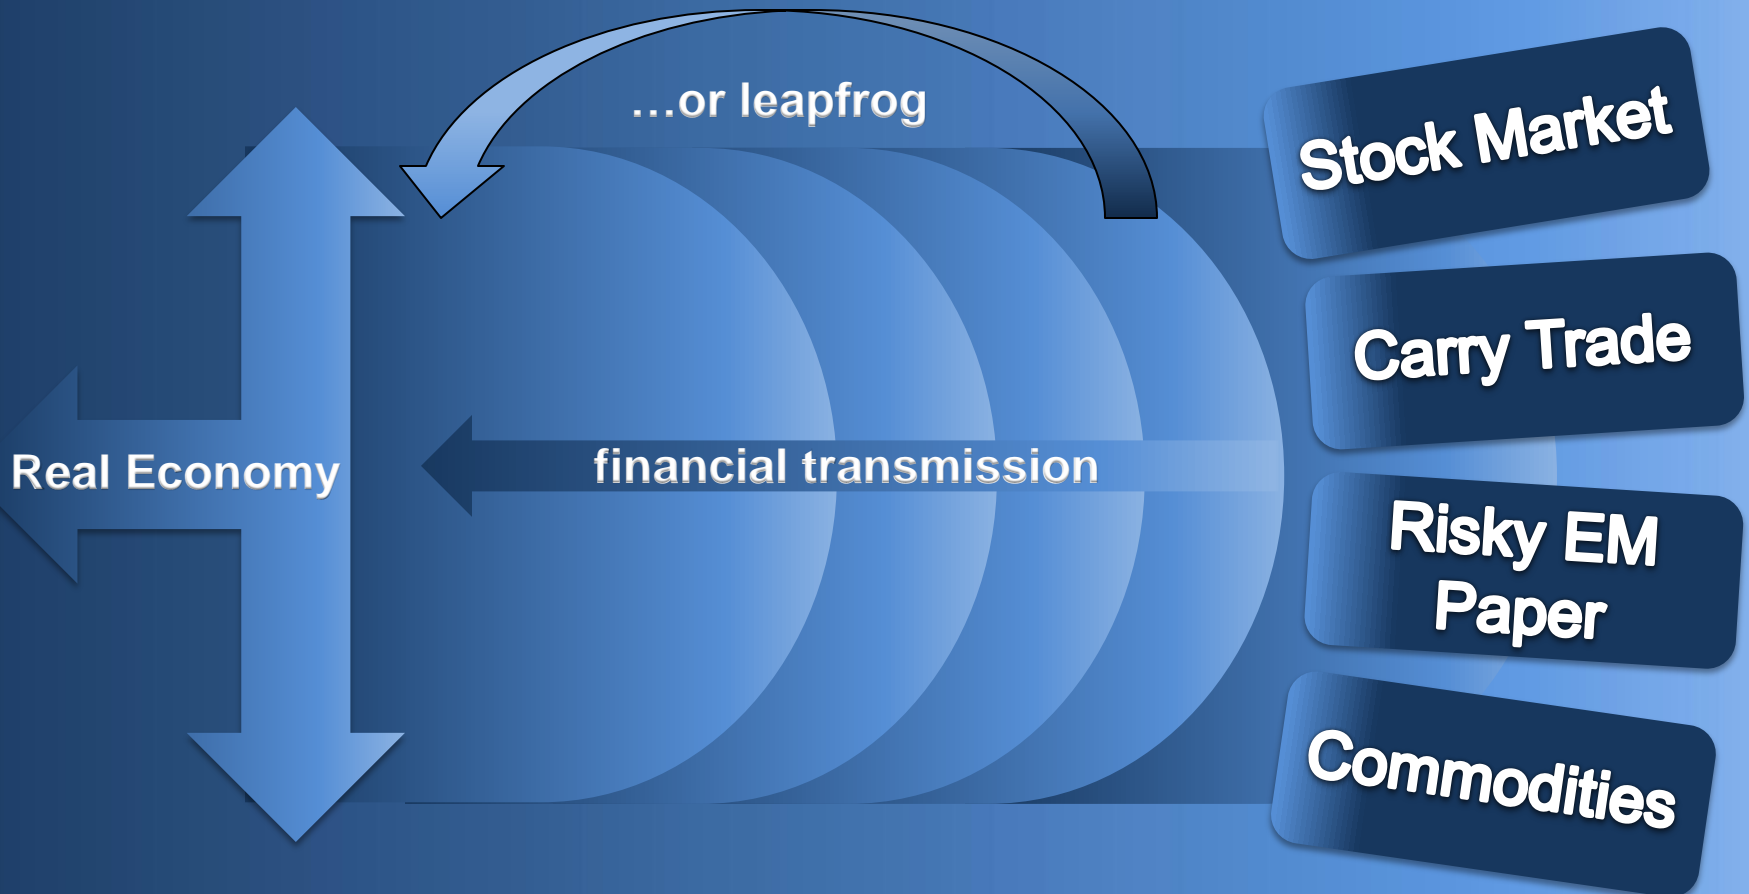 …or leapfrog
Stock Market
Carry Trade
Real Economy
financial transmission
Risky EM
Paper
Commodities